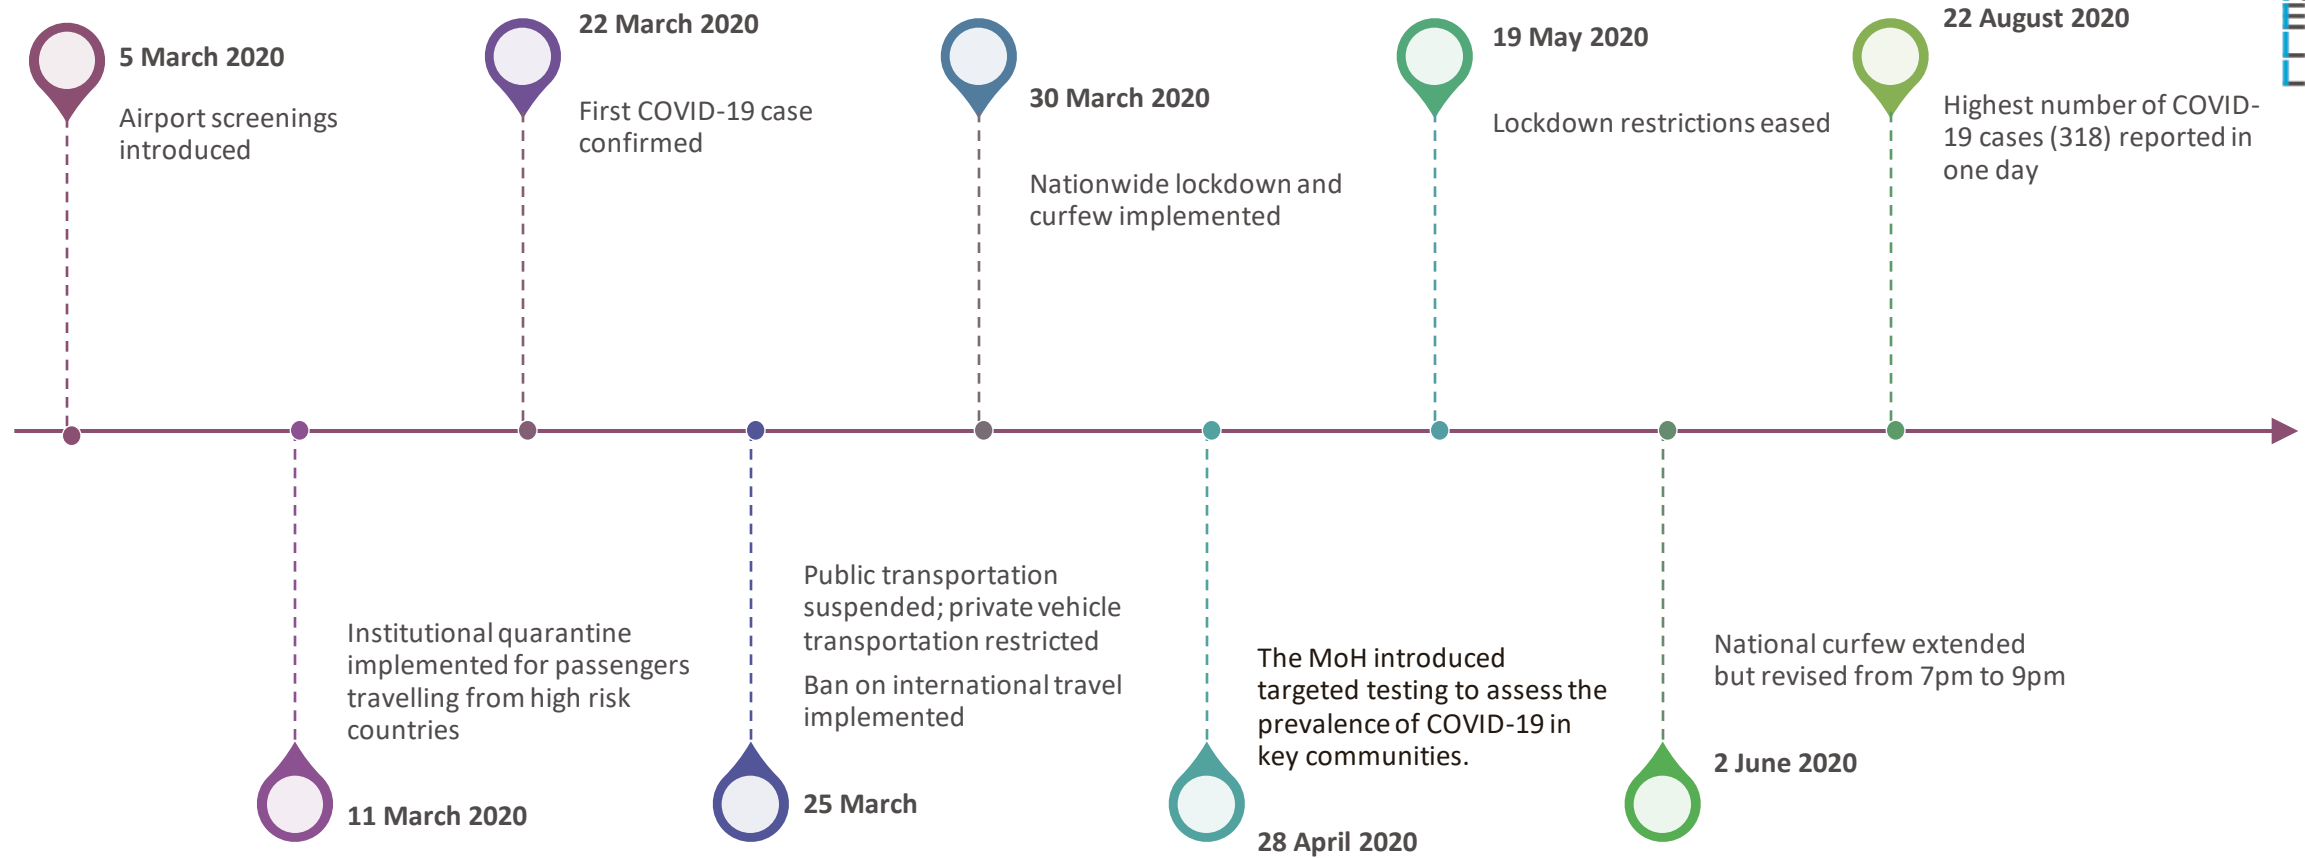 5 March 2020
Airport screenings
introduced
22 March 2020
First COVID-19 case
confirmed
30 March 2020
Nationwide lockdown and
curfew implemented
19 May 2020
Lockdown restrictions eased
22 August 2020
Highest number of COVID-
19 cases (318) reported in
one day
Institutional quarantine
implemented for passengers
travelling from high risk
countries
11 March 2020
Public transportation
suspended; private vehicle
transportation restricted
Ban on international travel
implemented
25 March
The MoH introduced
targeted testing to assess the
prevalence of COVID-19 in
key communities.
28 April 2020
National curfew extended
but revised from 7pm to 9pm
2 June 2020